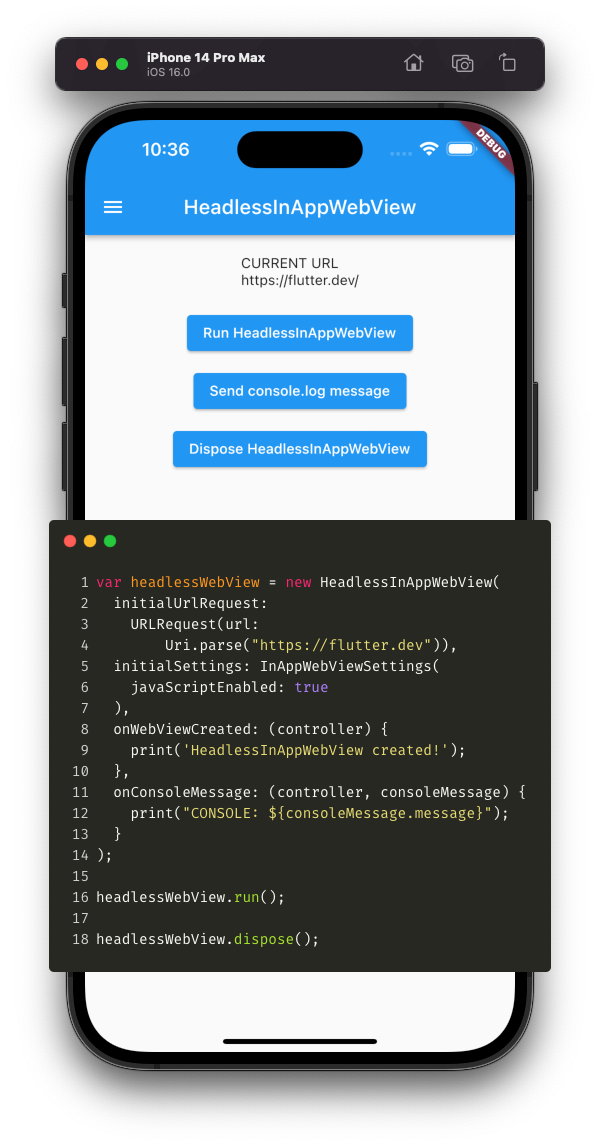 iPhone 14 Pro Max
iOS 16.0
10:36
DEBUG
HeadlessInAppWebView
CURRENT URL
https://flutter.dev/
Run HeadlessInAppWebView
Send console.log message
Dispose HeadlessInAppWebView
1 var headlessWebView = new HeadlessInAppWebView(
2   initialUrlRequest:
3     URLRequest(url:
4         Uri.parse("https://flutter.dev")),
5   initialSettings: InAppWebViewSettings(
6     javaScriptEnabled: true
7   ),
8   onWebViewCreated: (controller) {
9     print('HeadlessInAppWebView created!');
10   },
11   onConsoleMessage: (controller, consoleMessage) {
12     print("CONSOLE: ${consoleMessage.message}");
13   }
14 );
15
16 headlessWebView.run();
17
18 headlessWebView.dispose();